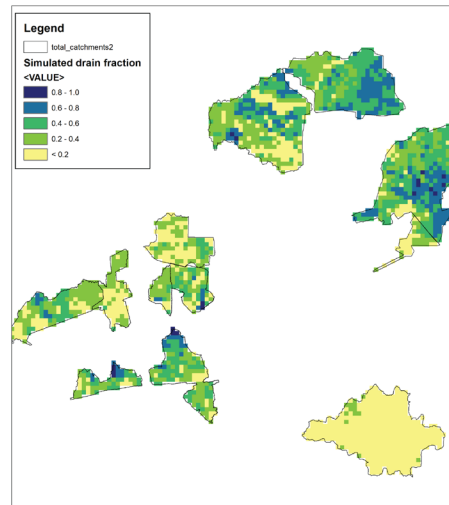 Legend
total_catchments2
Simulated drain fraction
<VALUE>
0.8 - 1.0
0.6 - 0.8
0.4 - 0.6
0.2 - 0.4
< 0.2